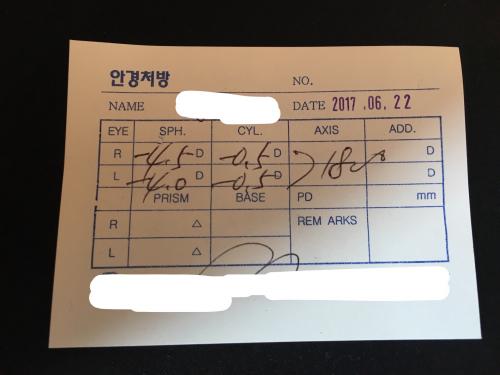 안경처방
NO.
NAME
DATE 2017.06.22
EYE SPH. CYL. AXIS ADD.
R -4.5 D -0.5 D 180 D
L -4.0 D -0.5 D D
PRISM BASE PD mm
R △ REM ARKS
L △